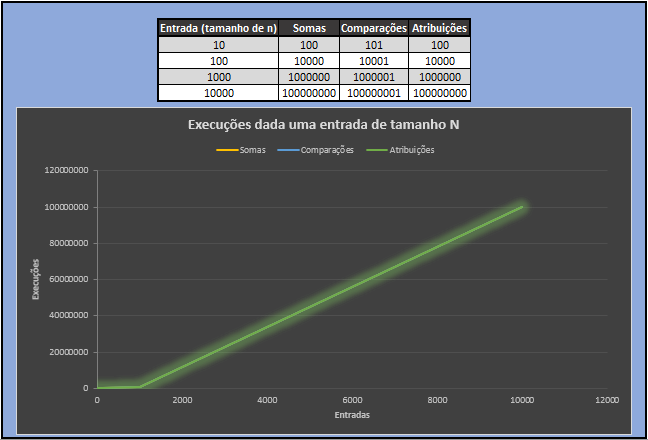 Entrada (tamanho de n) Somas Comparações Atribuições
10 100 101 100
100 10000 10001 10000
1000 1000000 1000001 1000000
10000 100000000 100000001 100000000
Execuções dada uma entrada de tamanho N
Somas Comparações Atribuições
120000000
100000000
80000000
60000000
40000000
20000000
0
Execuções
0 2000 4000 6000 8000 10000 12000
Entradas